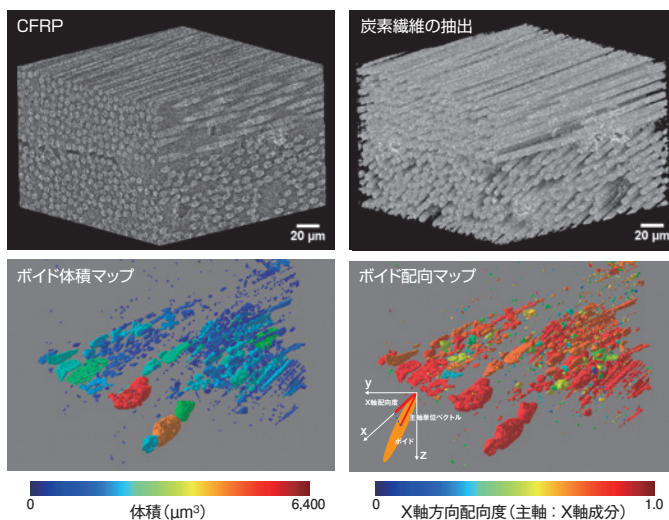 CFRP
炭素繊維の抽出
20 μm
20 μm
ボイド体積マップ
ボイド配向マップ
y
X軸配向度
主軸単位ベクトル
x
ボイド
z
0
6,400
体積(μm³)
0
1.0
X軸方向配向度(主軸:X軸成分)